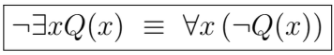 ¬∃xQ(x) ≡ ∀x (¬Q(x))